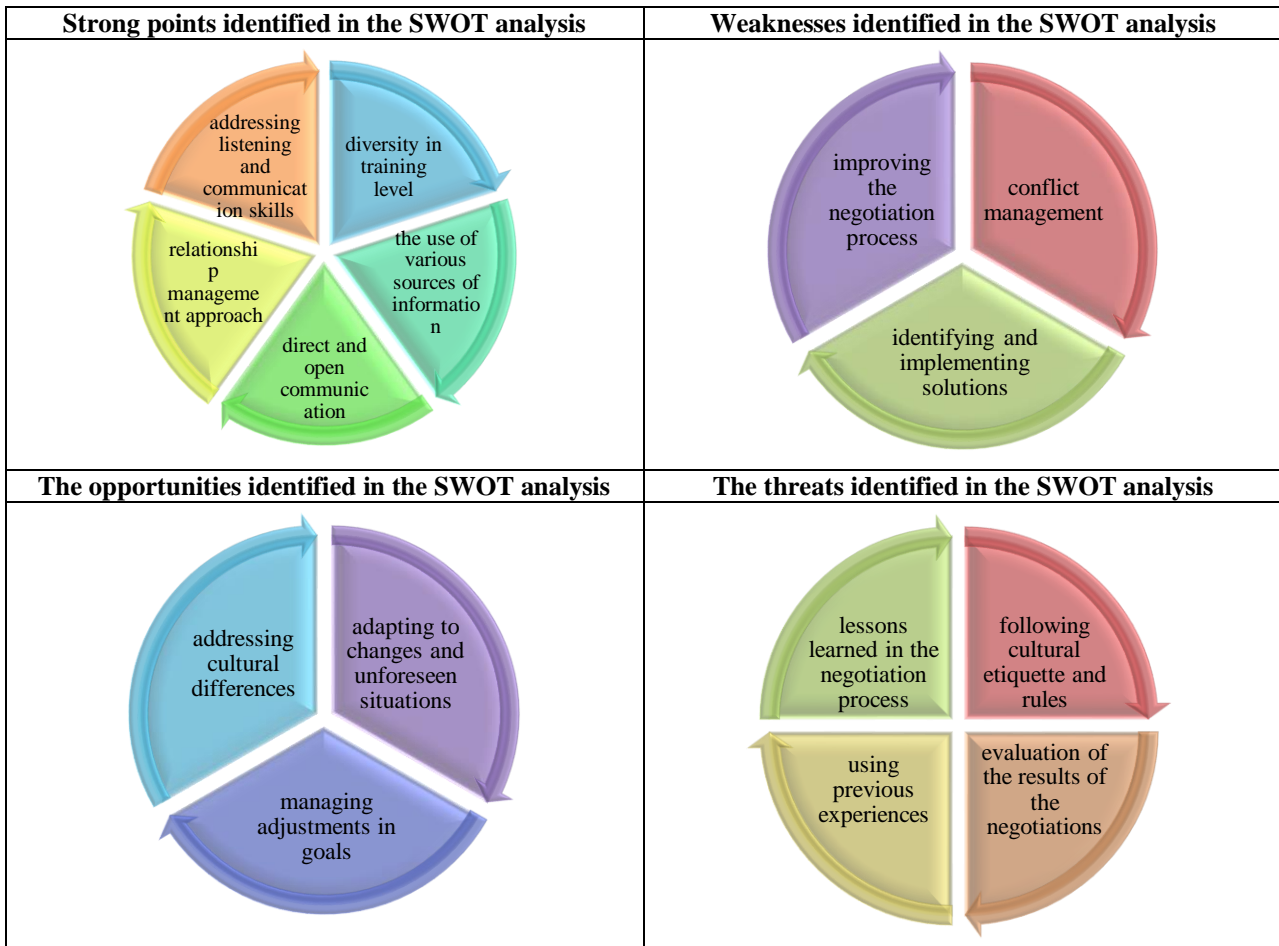 Strong points identified in the SWOT analysis
addressing
listening
and
communicat
ion skills
diversity in
training
level
the use of
various
sources of
informatio
n
direct and
open
communic
ation
relationshi
p
manageme
nt approach
Weaknesses identified in the SWOT analysis
improving
the
negotiation
process
conflict
management
identifying and
implementing
solutions
The opportunities identified in the SWOT analysis
addressing
cultural
differences
adapting to
changes and
unforeseen
situations
managing
adjustments in
goals
The threats identified in the SWOT analysis
lessons
learned in the
negotiation
process
following
cultural
etiquette and
rules
evaluation of
the results of
the
negotiations
using
previous
experiences